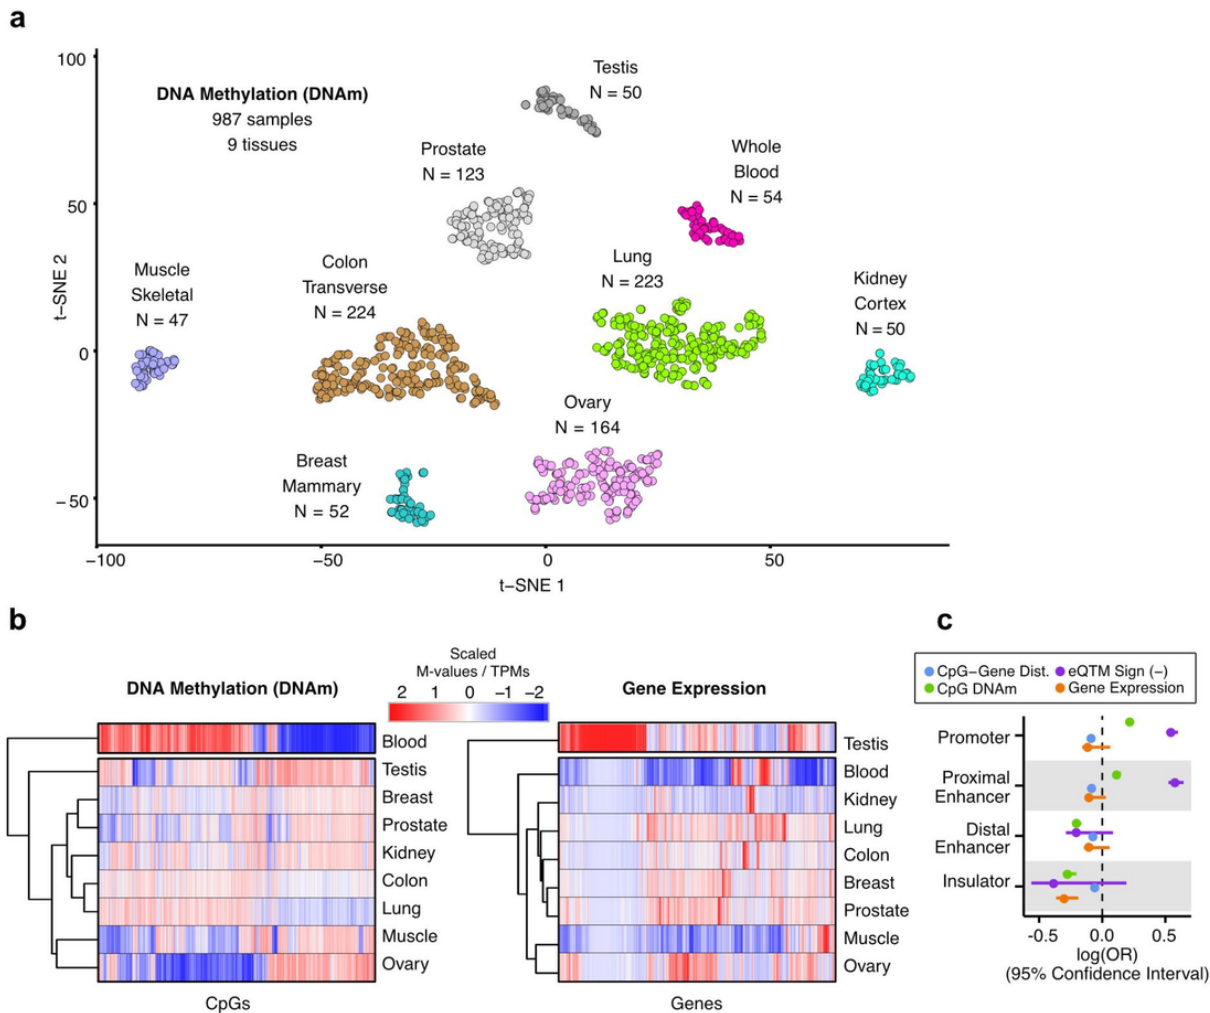 a
100
Testis
N = 50
DNA Methylation (DNAm)
987 samples
9 tissues
Prostate
N = 123
Whole
Blood
N = 54
50
t−SNE 2
Muscle
Skeletal
N = 47
Colon
Transverse
N = 224
Lung
N = 223
Kidney
Cortex
N = 50
0
Ovary
N = 164
Breast
Mammary
N = 52
−50
−100
−50
0
50
t−SNE 1
b
Scaled
M-values / TPMs
2 1 0 −1 −2
DNA Methylation (DNAm)
Blood
Testis
Breast
Prostate
Kidney
Colon
Lung
Muscle
Ovary
CpGs
Gene Expression
Testis
Blood
Kidney
Lung
Colon
Breast
Prostate
Muscle
Ovary
Genes
c
CpG−Gene Dist. eQTM Sign (−)
CpG DNAm Gene Expression
Promoter
Proximal
Enhancer
Distal
Enhancer
Insulator
-0.5 0.0 0.5
log(OR)
(95% Confidence Interval)